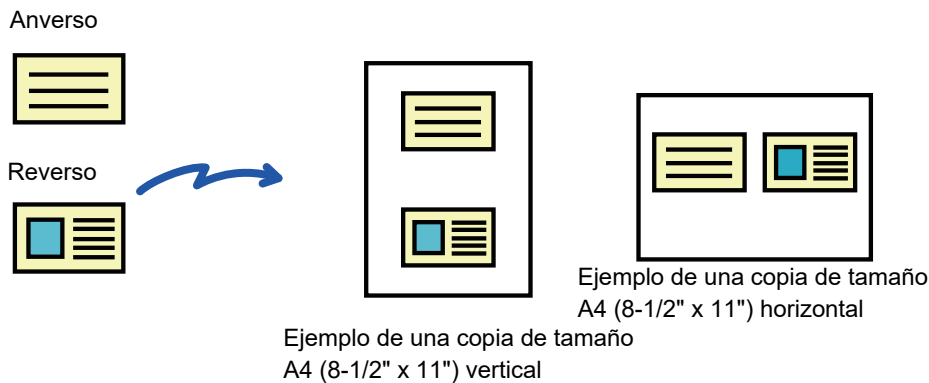 Anverso
Reverso
Ejemplo de una copia de tamaño
A4 (8-1/2" x 11") vertical
Ejemplo de una copia de tamaño
A4 (8-1/2" x 11") horizontal